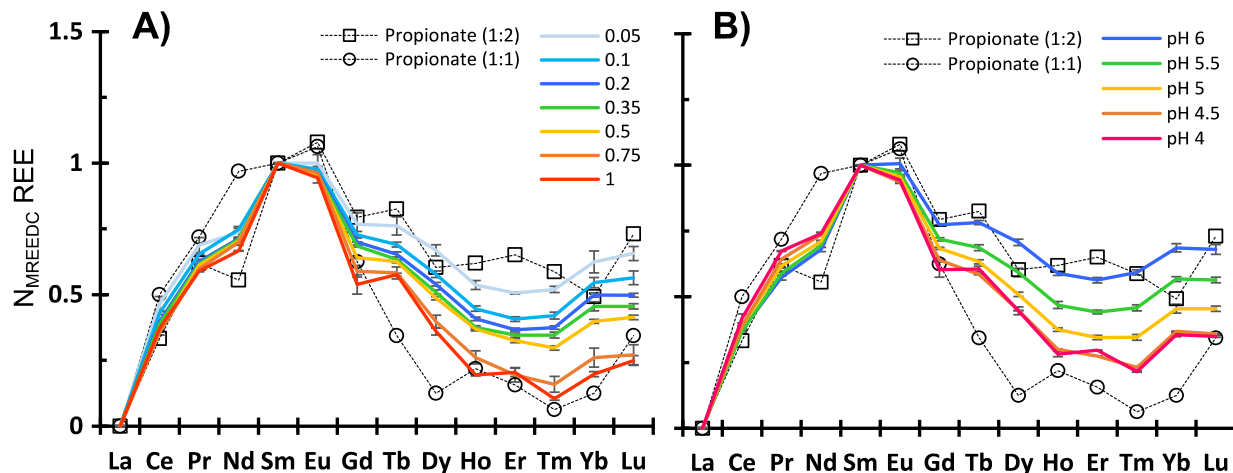 A)
1.5
1
0.5
0
N_MREEDC REE
Propionate (1:2)
Propionate (1:1)
0.05
0.1
0.2
0.35
0.5
0.75
1
La Ce Pr Nd Sm Eu Gd Tb Dy Ho Er Tm Yb Lu
B)
Propionate (1:2)
Propionate (1:1)
pH 6
pH 5.5
pH 5
pH 4.5
pH 4
La Ce Pr Nd Sm Eu Gd Tb Dy Ho Er Tm Yb Lu